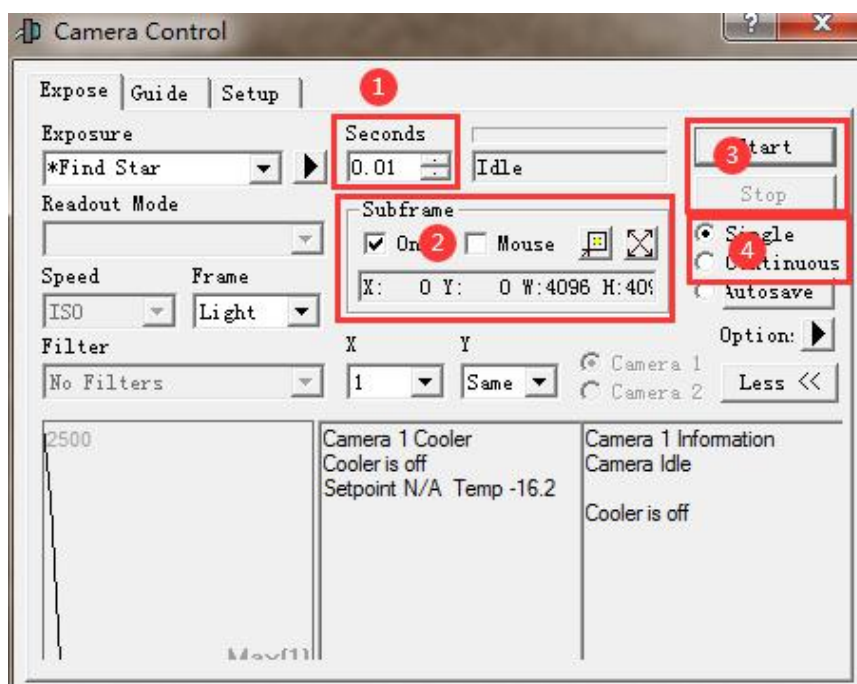 Camera Control
? X
Expose Guide Setup
1
Exposure
Seconds
*Find Star
0.01
Idle
3
Stop
Readout Mode
Subframe
2
Mouse
Single
4
Speed Frame
X: 0 Y: 0 W:4096
Autosave
ISO Light
Filter
X Y
Camera 1
Camera 2
Option:
No Filters
1
Same
Less <<
2500
Camera 1 Cooler
Cooler is off
Setpoint N/A Temp -16.2
Camera 1 Information
Camera Idle
Cooler is off
Max(1)